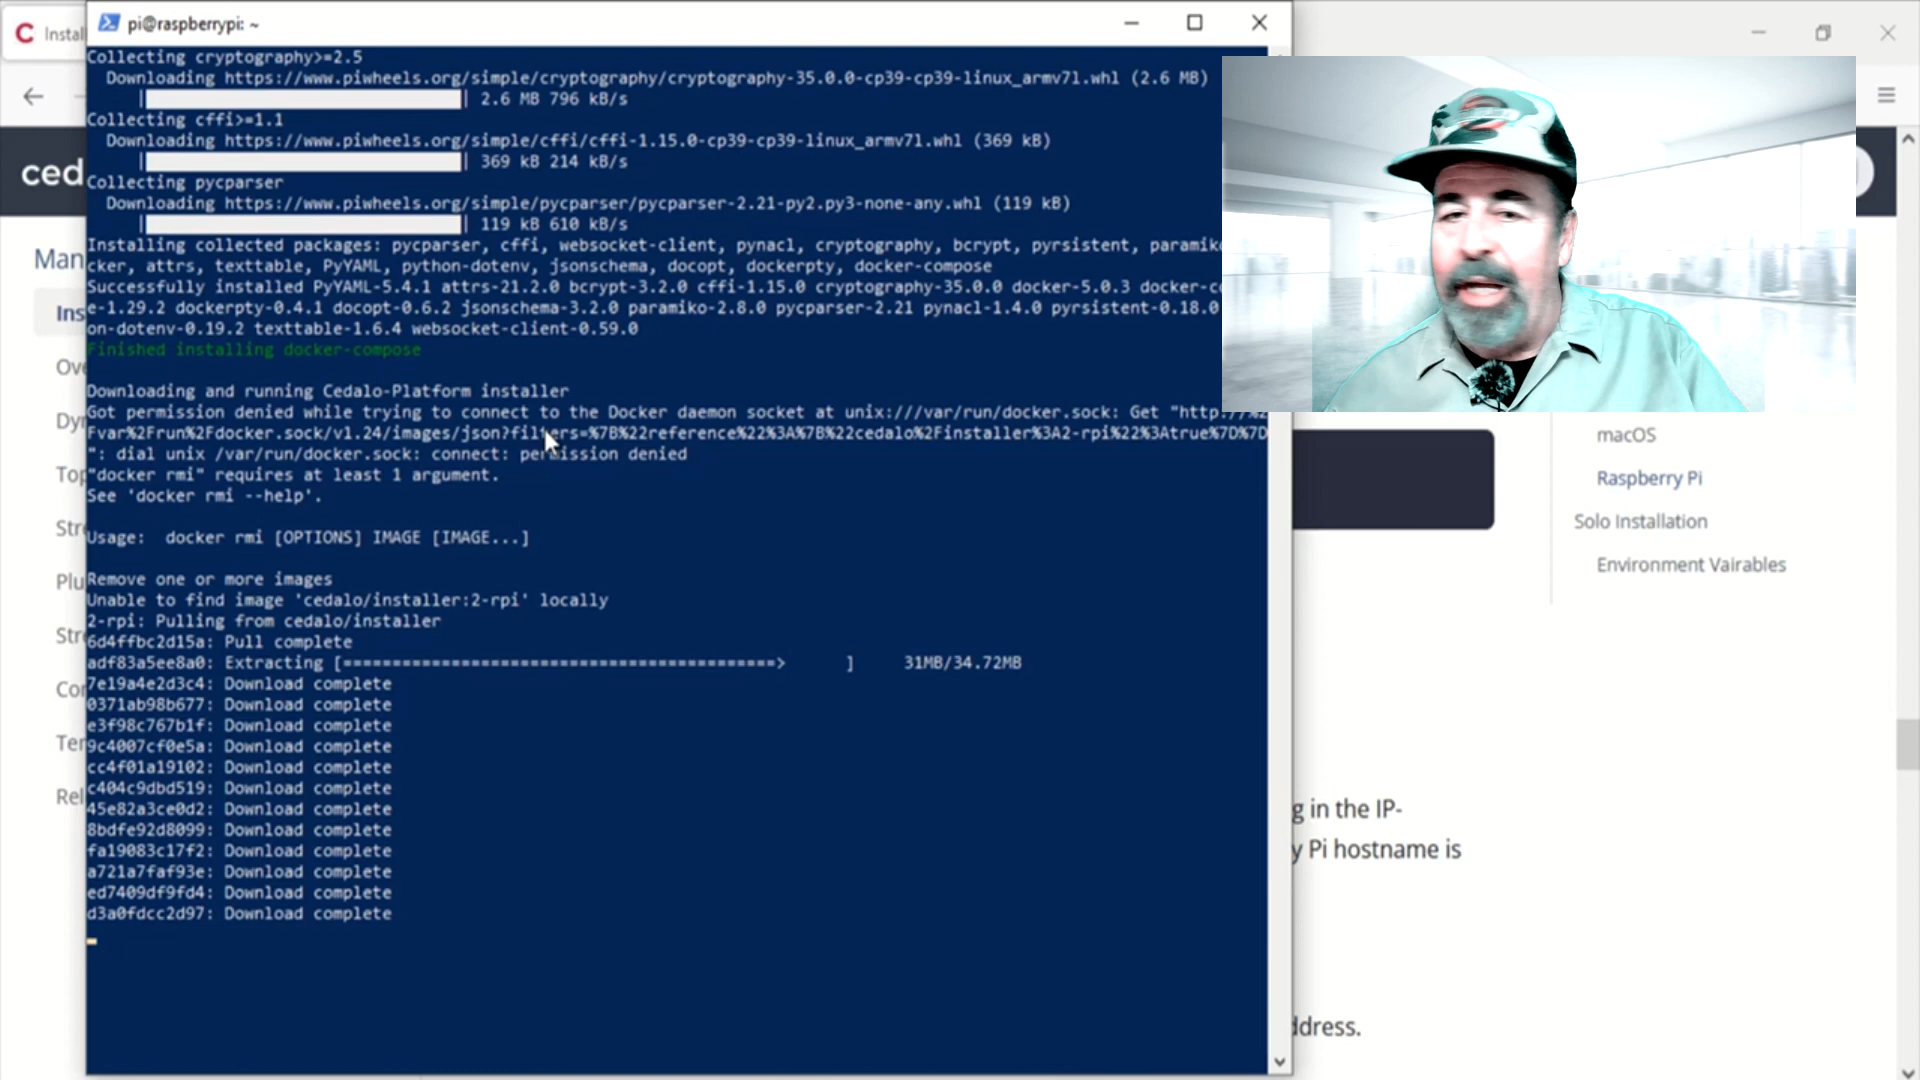 C Instal
pi@raspberrypi: ~
Collecting cryptography>=2.5
Downloading https://www.piwheels.org/simple/cryptography/cryptography-35.0.0-cp39-cp39-linux_armv7l.whl (2.6 MB)
| 2.6 MB 796 kB/s
Collecting cffi>=1.1
Downloading https://www.piwheels.org/simple/cffi/cffi-1.15.0-cp39-cp39-linux_armv7l.whl (369 kB)
| 369 kB 214 kB/s
Collecting pycparser
Downloading https://www.piwheels.org/simple/pycparser/pycparser-2.21-py2.py3-none-any.whl (119 kB)
| 119 kB 610 kB/s
Installing collected packages: pycparser, cffi, websocket-client, pynacl, cryptography, bcrypt, pyrsistent, paramik
cker, attrs, texttable, PyYAML, python-dotenv, jsonschema, docopt, dockerpty, docker-compose
Successfully installed PyYAML-5.4.1 attrs-21.2.0 bcrypt-3.2.0 cffi-1.15.0 cryptography-35.0.0 docker-5.0.3 docker-c
e-1.29.2 dockerpty-0.4.1 docopt-0.6.2 jsonschema-3.2.0 paramiko-2.8.0 pycparser-2.21 pynacl-1.4.0 pyrsistent-0.18.0
on-dotenv-0.19.2 texttable-1.6.4 websocket-client-0.59.0
Finished installing docker-compose
Downloading and running Cedalo-Platform installer
Got permission denied while trying to connect to the Docker daemon socket at unix:///var/run/docker.sock: Get "http://%2
Fvar%2Frun%2Fdocker.sock/v1.24/images/json?filters=%7B%22reference%22%3A%7B%22cedalo%2Finstaller%3A2-rpi%22%3Atrue%7D%7D
": dial unix /var/run/docker.sock: connect: permission denied
"docker rmi" requires at least 1 argument.
See 'docker rmi --help'.
Usage:  docker rmi [OPTIONS] IMAGE [IMAGE...]
Remove one or more images
Unable to find image 'cedalo/installer:2-rpi' locally
2-rpi: Pulling from cedalo/installer
6d4ffbc2d15a: Pull complete
adf83a5ee8a0: Extracting [============================================>      ]     31MB/34.72MB
7e19a4e2d3c4: Download complete
0371ab98b677: Download complete
e3f98c767b1f: Download complete
9c4007cf0e5a: Download complete
cc4f01a19102: Download complete
c404c9dbd519: Download complete
45e82a3ce0d2: Download complete
8bdfe92d8099: Download complete
fa19083c17f2: Download complete
a721a7faf93e: Download complete
ed7409df9fd4: Download complete
d3a0fdcc2d97: Download complete
ced
Man
Ins
Ove
Dyn
Top
Str
Plu
Str
Co
Ter
Rel
macOS
Raspberry Pi
Solo Installation
Environment Vairables
g in the IP-
y Pi hostname is
ddress.